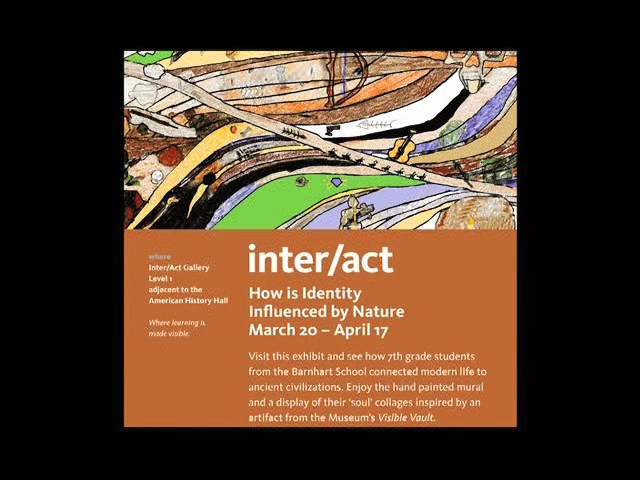 where
Inter/Act Gallery
Level 1
adjacent to the
American History Hall
Where learning is
made visible.
inter/act
How is Identity
Influenced by Nature
March 20 – April 17
Visit this exhibit and see how 7th grade students
from the Barnhart School connected modern life to
ancient civilizations. Enjoy the hand painted mural
and a display of their 'soul' collages inspired by an
artifact from the Museum's Visible Vault.